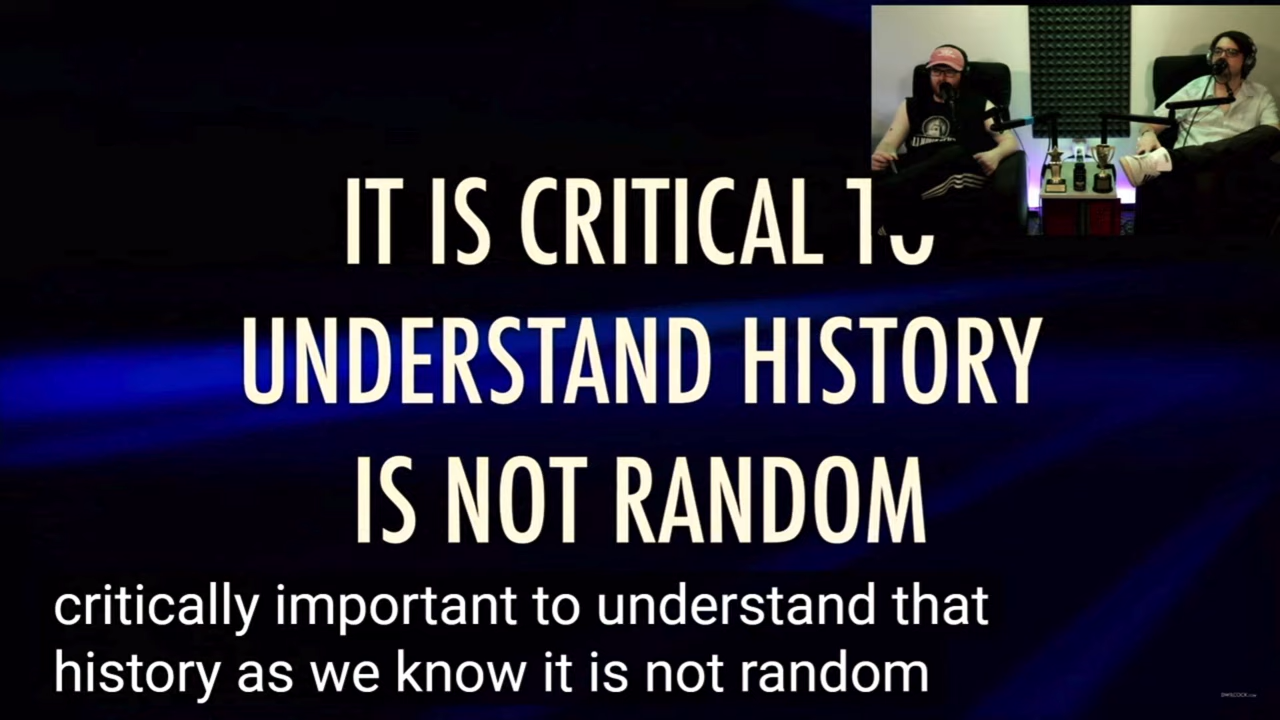 IT IS CRITICAL TO
UNDERSTAND HISTORY
IS NOT RANDOM
critically important to understand that
history as we know it is not random